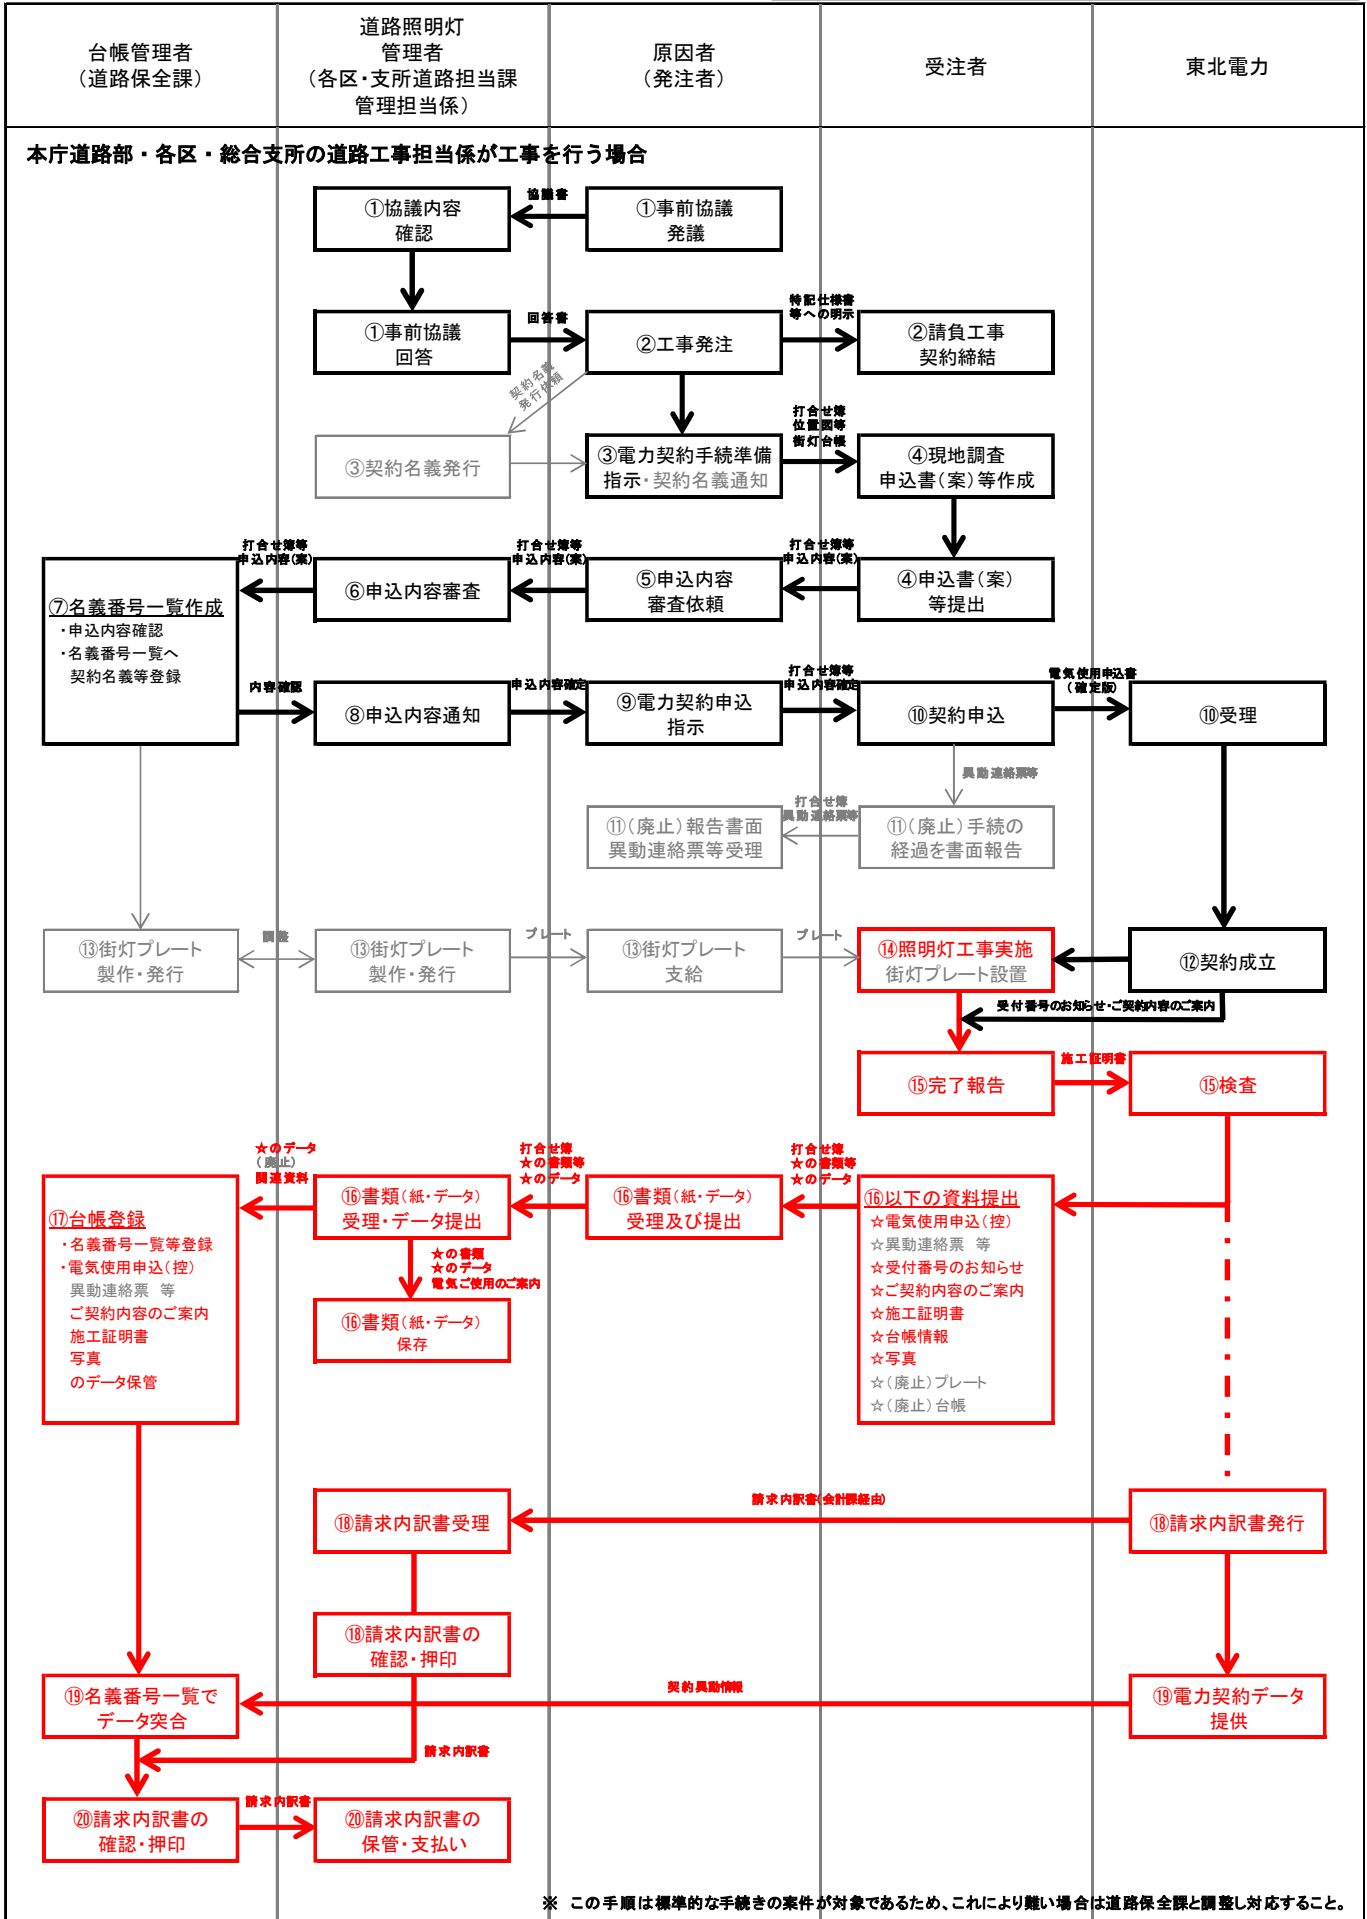 台帳管理者
（道路保全課）
道路照明灯
管理者
（各区・支所道路担当課
管理担当係）
原因者
（発注者）
受注者
東北電力
本庁道路部・各区・総合支所の道路工事担当係が工事を行う場合
①協議内容
確認
協議書
①事前協議
発議
①事前協議
回答
回答書
②工事発注
特記仕様書
等への明示
②請負工事
契約締結
契約名義
発行依頼
③契約名義発行
③電力契約手続準備
指示・契約名義通知
打合せ簿
位置図等
街灯台帳
④現地調査
申込書（案）等作成
打合せ簿等
申込内容(案)
打合せ簿等
申込内容(案)
打合せ簿等
申込内容(案)
⑦名義番号一覧作成
・申込内容確認
・名義番号一覧へ
契約名義等登録
⑥申込内容審査
⑤申込内容
審査依頼
④申込書（案）
等提出
内容確認
⑧申込内容通知
申込内容確定
⑨電力契約申込
指示
打合せ簿等
申込内容確定
⑩契約申込
電気使用申込書
（確定版）
⑩受理
異動連絡票等
⑪（廃止）報告書面
異動連絡票等受理
打合せ簿
異動連絡票等
⑪（廃止）手続の
経過を書面報告
⑬街灯プレート
製作・発行
調整
⑬街灯プレート
製作・発行
プレート
⑬街灯プレート
支給
プレート
⑭照明灯工事実施
街灯プレート設置
⑫契約成立
受付番号のお知らせ・ご契約内容のご案内
⑮完了報告
施工証明書
⑮検査
☆のデータ
（廃止）
関連資料
打合せ簿
☆の書類等
☆のデータ
打合せ簿
☆の書類等
☆のデータ
⑰台帳登録
・名義番号一覧等登録
・電気使用申込（控）
異動連絡票　等
ご契約内容のご案内
施工証明書
写真
のデータ保管
⑯書類（紙・データ）
受理・データ提出
☆の書類
☆のデータ
電気ご使用のご案内
⑯書類（紙・データ）
保存
⑯書類（紙・データ）
受理及び提出
⑯以下の資料提出
☆電気使用申込（控）
☆異動連絡票　等
☆受付番号のお知らせ
☆ご契約内容のご案内
☆施工証明書
☆台帳情報
☆写真
☆（廃止）プレート
☆（廃止）台帳
⑱請求内訳書受理
請求内訳書(会計課経由)
⑱請求内訳書発行
⑱請求内訳書の
確認・押印
⑲名義番号一覧で
データ突合
契約異動情報
⑲電力契約データ
提供
請求内訳書
⑳請求内訳書の
確認・押印
請求内訳書
⑳請求内訳書の
保管・支払い
※　この手順は標準的な手続きの案件が対象であるため、これにより難い場合は道路保全課と調整し対応すること。